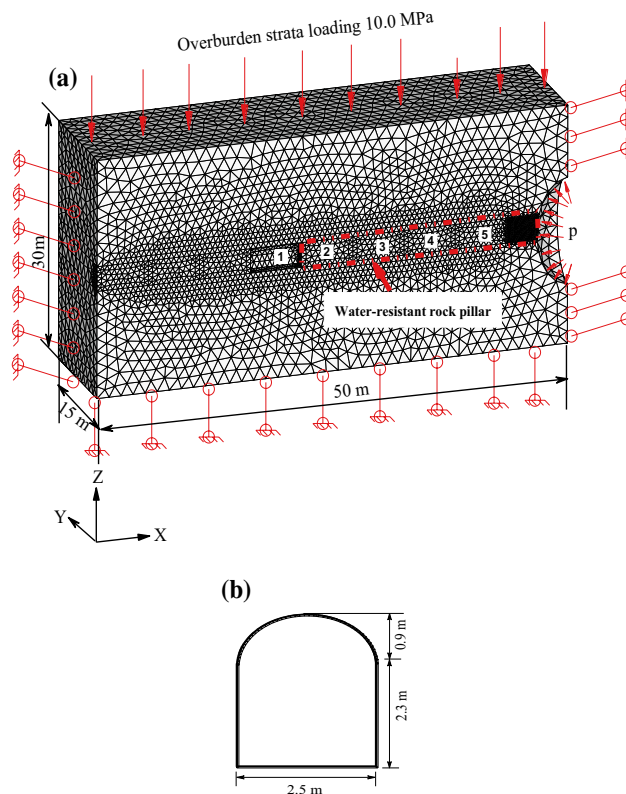 Overburden strata loading 10.0 MPa
(a)
30m
1
2
3
4
5
p
Water-resistant rock pillar
15 m
50 m
Z
Y
X
(b)
0.9 m
2.3 m
2.5 m